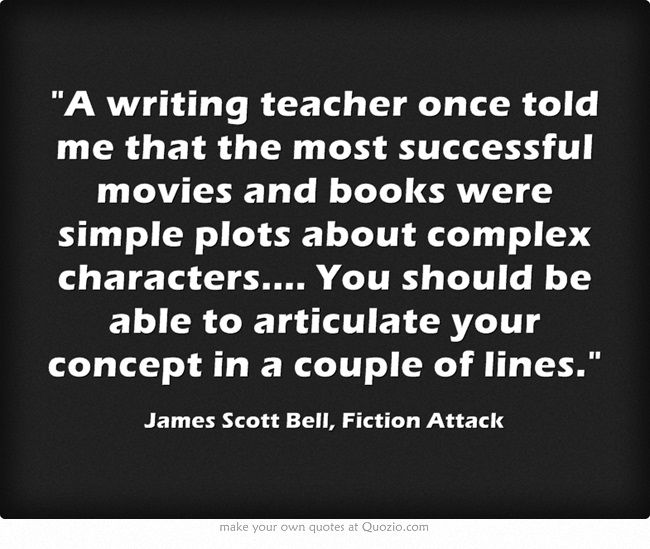 "A writing teacher once told
me that the most successful
movies and books were
simple plots about complex
characters.... You should be
able to articulate your
concept in a couple of lines."
James Scott Bell, Fiction Attack
make your own quotes at Quozio.com